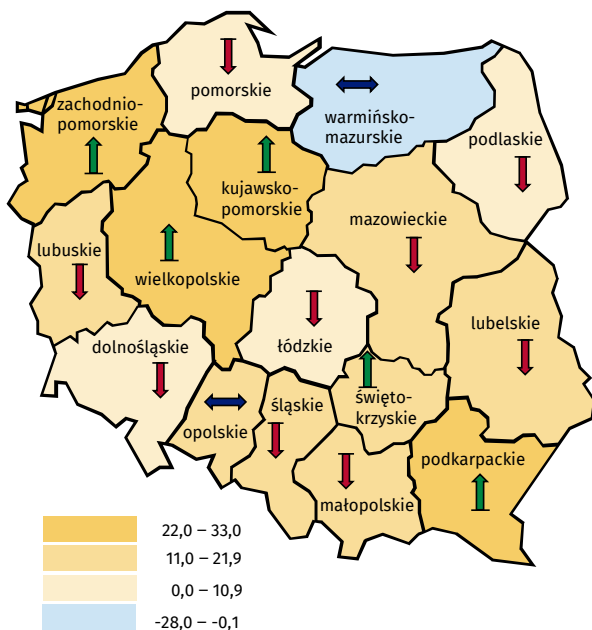 pomorskie
zachodnio-
pomorskie
warmińsko-
mazurskie
podlaskie
kujawsko-
pomorskie
mazowieckie
lubuskie
wielkopolskie
lubelskie
dolnośląskie
łódzkie
śląskie
święto-
krzyskie
opolskie
podkarpackie
małopolskie
22,0 – 33,0
11,0 – 21,9
0,0 – 10,9
-28,0 – -0,1